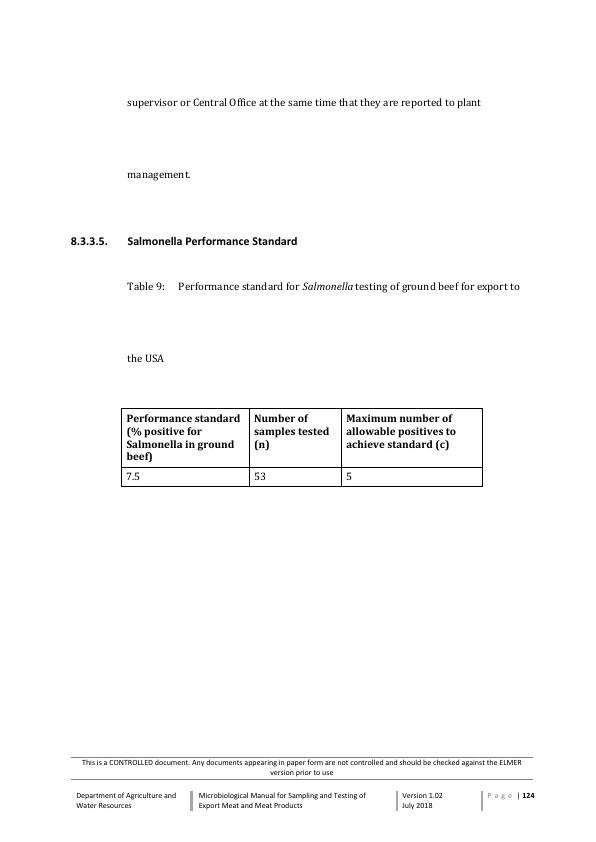 supervisor or Central Office at the same time that they are reported to plant
management.
8.3.3.5. Salmonella Performance Standard
Table 9: Performance standard for Salmonella testing of ground beef for export to
the USA
Performance standard
(% positive for
Salmonella in ground
beef)
Number of
samples tested
(n)
Maximum number of
allowable positives to
achieve standard (c)
7.5
53
5
This is a CONTROLLED document. Any documents appearing in paper form are not controlled and should be checked against the ELMER
version prior to use
Department of Agriculture and
Water Resources
Microbiological Manual for Sampling and Testing of
Export Meat and Meat Products
Version 1.02
July 2018
Page | 124